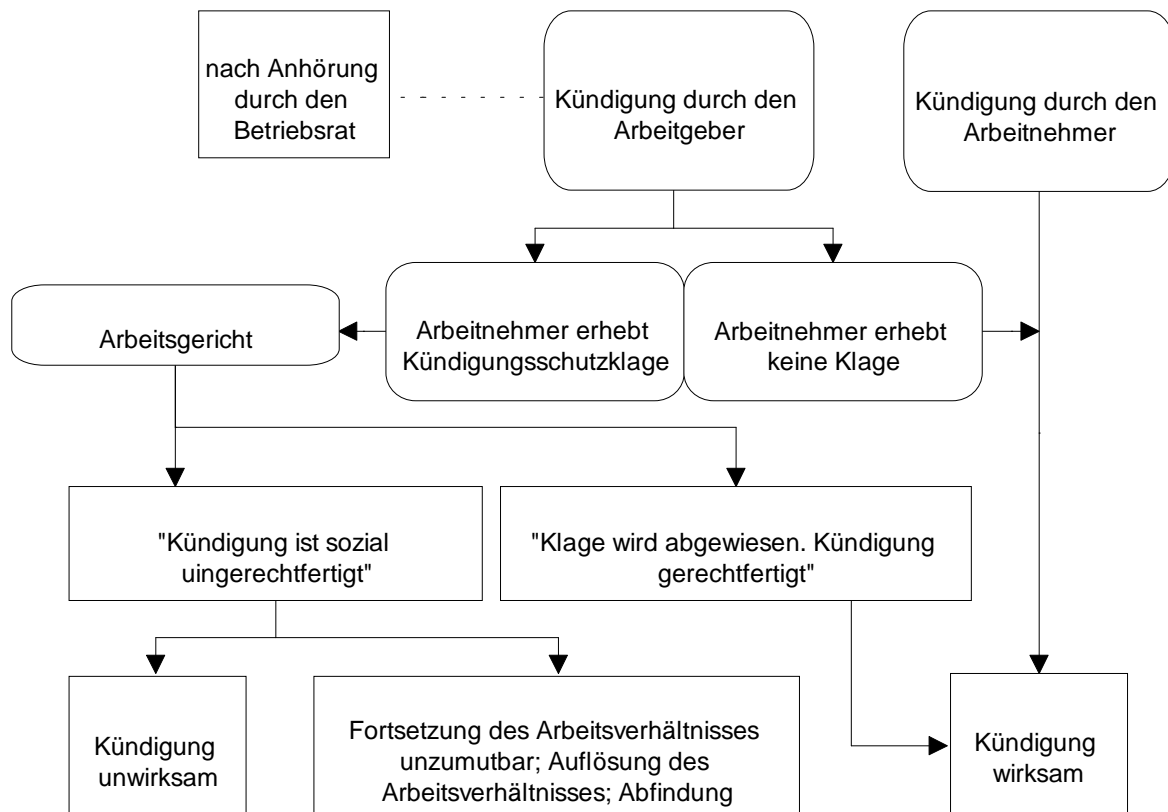 nach Anhörung
durch den
Betriebsrat
Kündigung durch den
Arbeitgeber
Kündigung durch den
Arbeitnehmer
Arbeitsgericht
Arbeitnehmer erhebt
Kündigungsschutzklage
Arbeitnehmer erhebt
keine Klage
"Kündigung ist sozial
uingerechtfertigt"
"Klage wird abgewiesen. Kündigung
gerechtfertigt"
Kündigung
unwirksam
Fortsetzung des Arbeitsverhältnisses
unzumutbar; Auflösung des
Arbeitsverhältnisses; Abfindung
Kündigung
wirksam